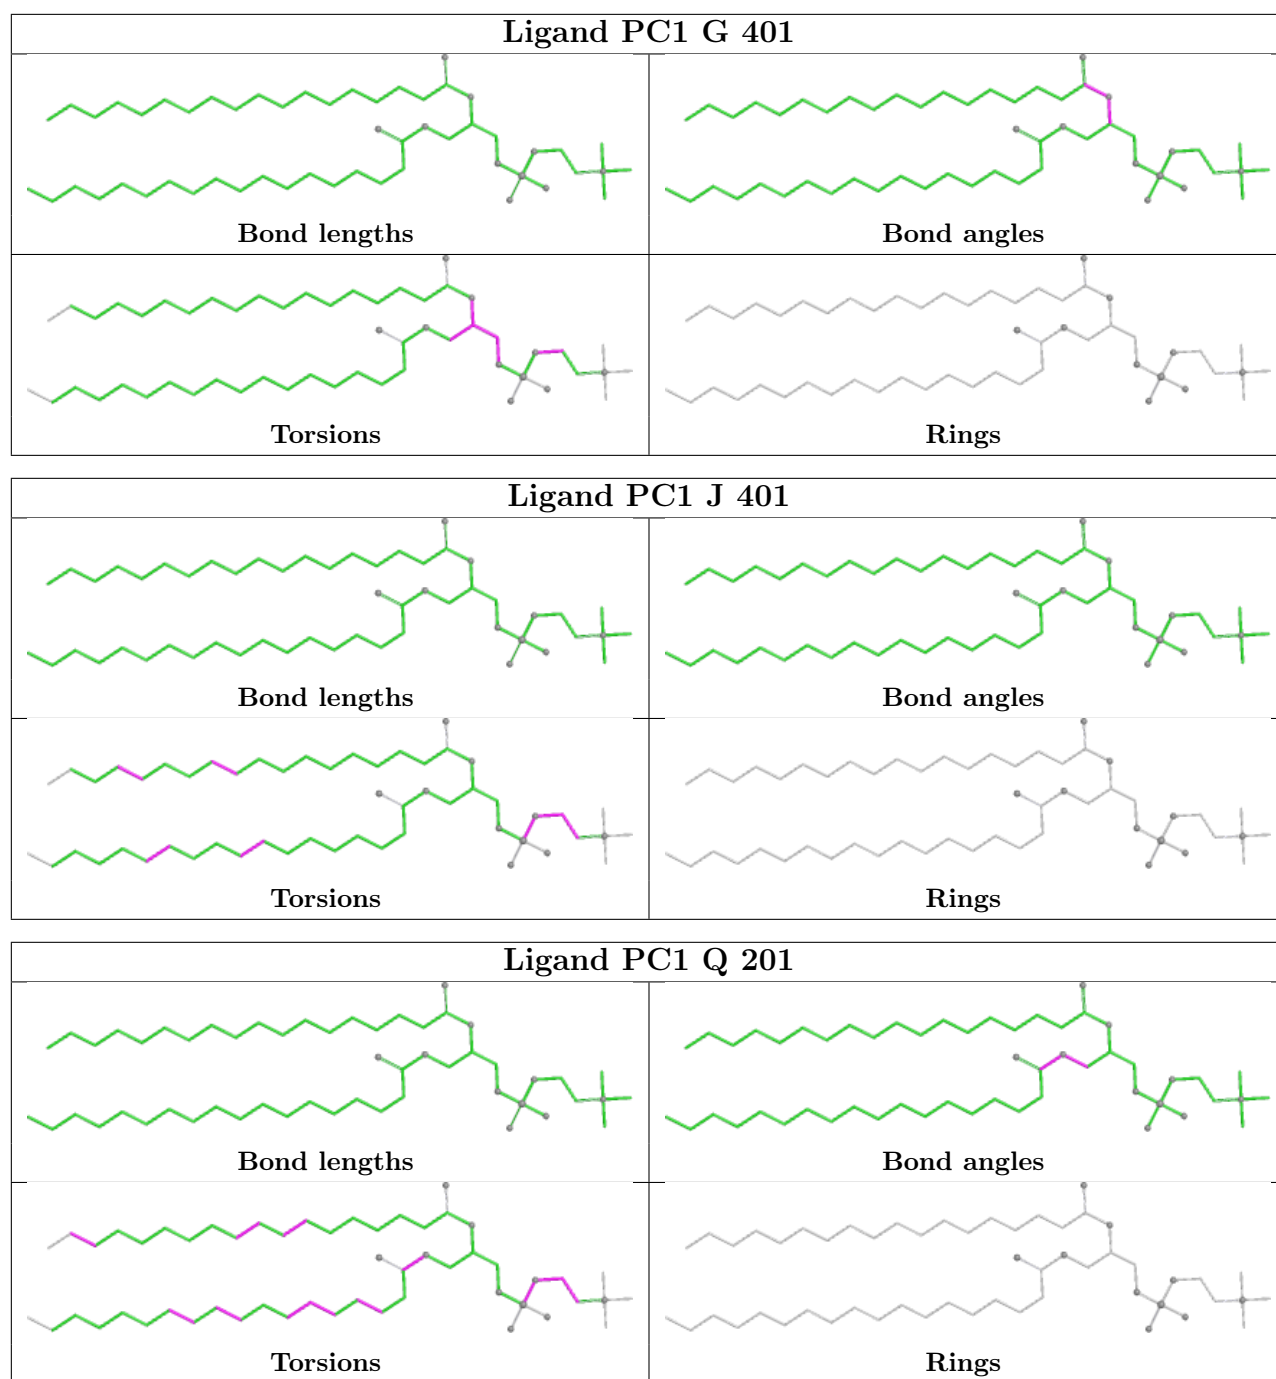 Ligand PC1 G 401
Bond lengths
Bond angles
Torsions
Rings
Ligand PC1 J 401
Bond lengths
Bond angles
Torsions
Rings
Ligand PC1 Q 201
Bond lengths
Bond angles
Torsions
Rings